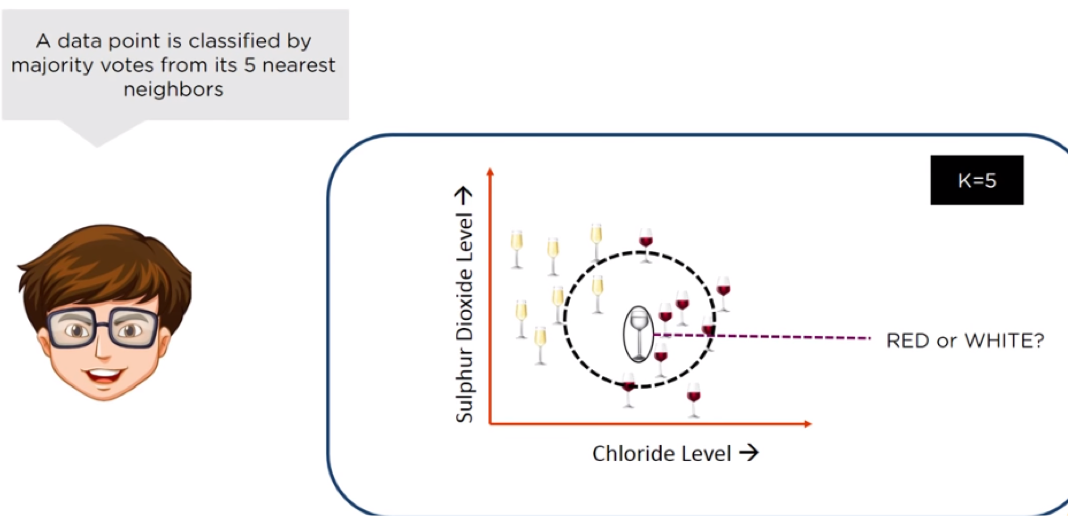 A data point is classified by
majority votes from its 5 nearest
neighbors
K=5
Sulphur Dioxide Level →
RED or WHITE?
Chloride Level →